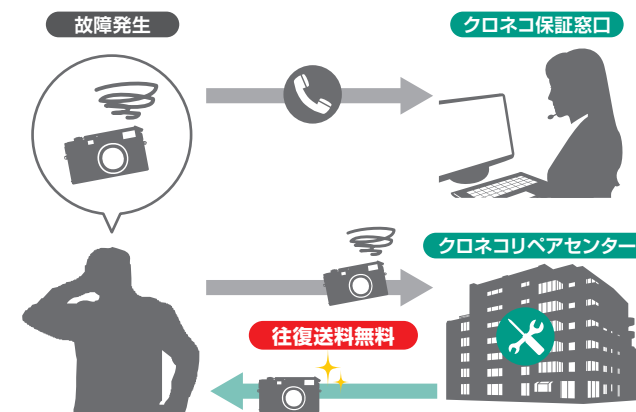 故障発生
クロネコ保証窓口
クロネコリペアセンター
往復送料無料